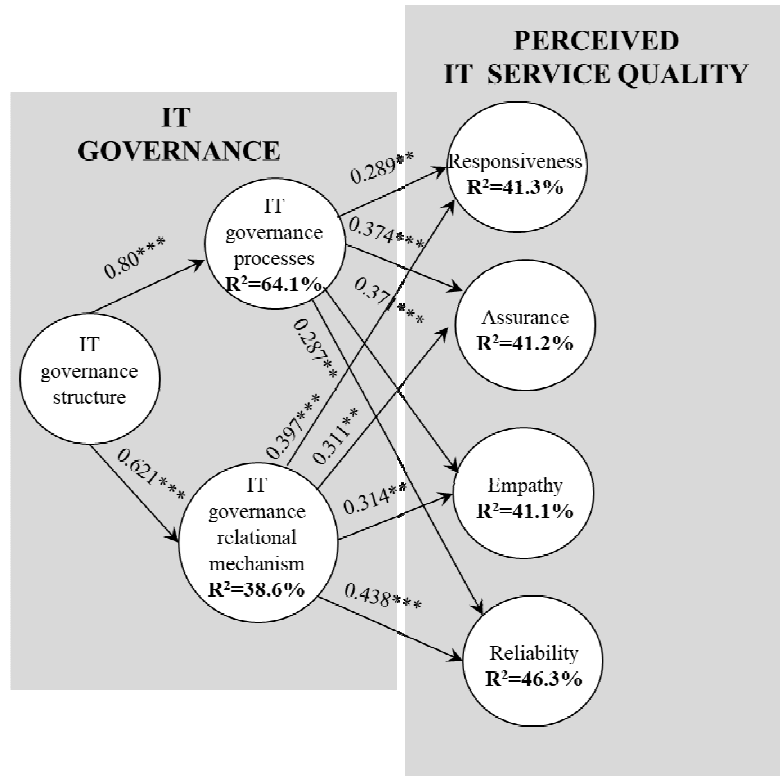 PERCEIVED
IT SERVICE QUALITY
IT
GOVERNANCE
Responsiveness
R²=41.3%
0.289**
IT
governance
processes
R²=64.1%
0.374***
0.80***
Assurance
R²=41.2%
0.287**
IT
governance
structure
0.397***
0.311**
0.621***
IT
governance
relational
mechanism
R²=38.6%
0.314**
Empathy
R²=41.1%
0.438***
Reliability
R²=46.3%